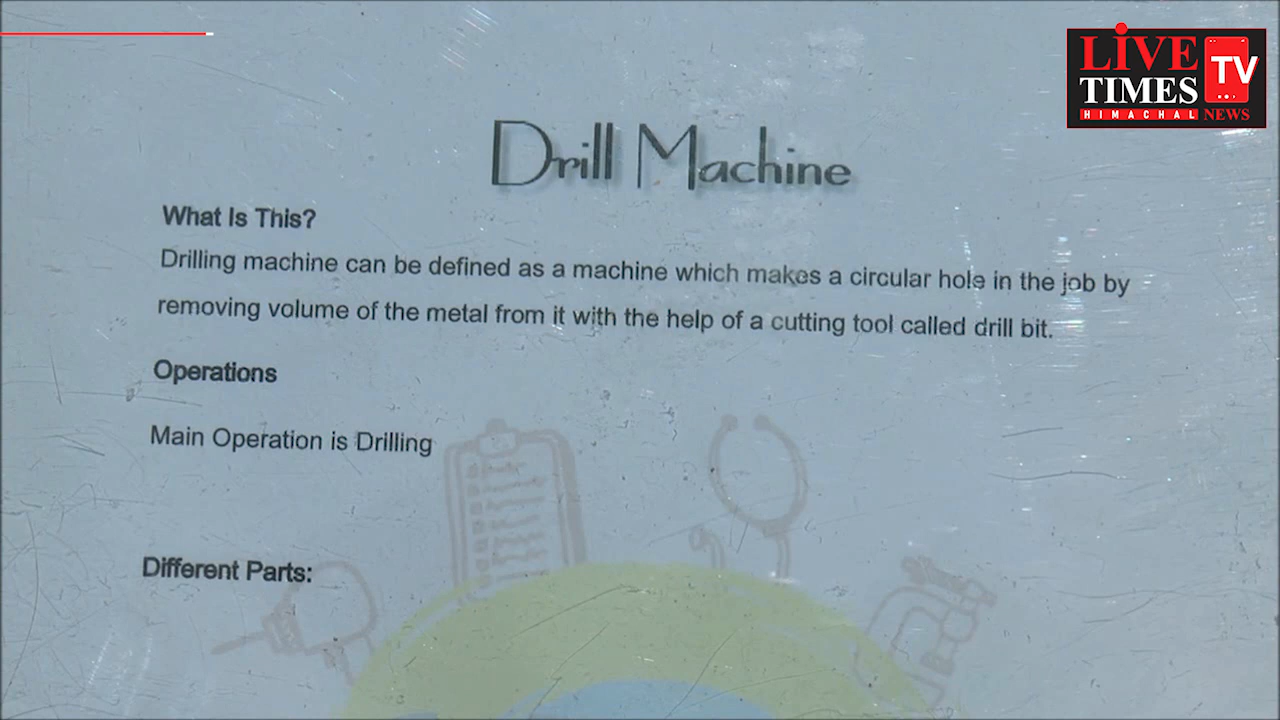 LiVE
TIMES
TV
HIMACHAL NEWS
Drill Machine
What Is This?
Drilling machine can be defined as a machine which makes a circular hole in the job by
removing volume of the metal from it with the help of a cutting tool called drill bit.
Operations
Main Operation is Drilling
Different Parts: